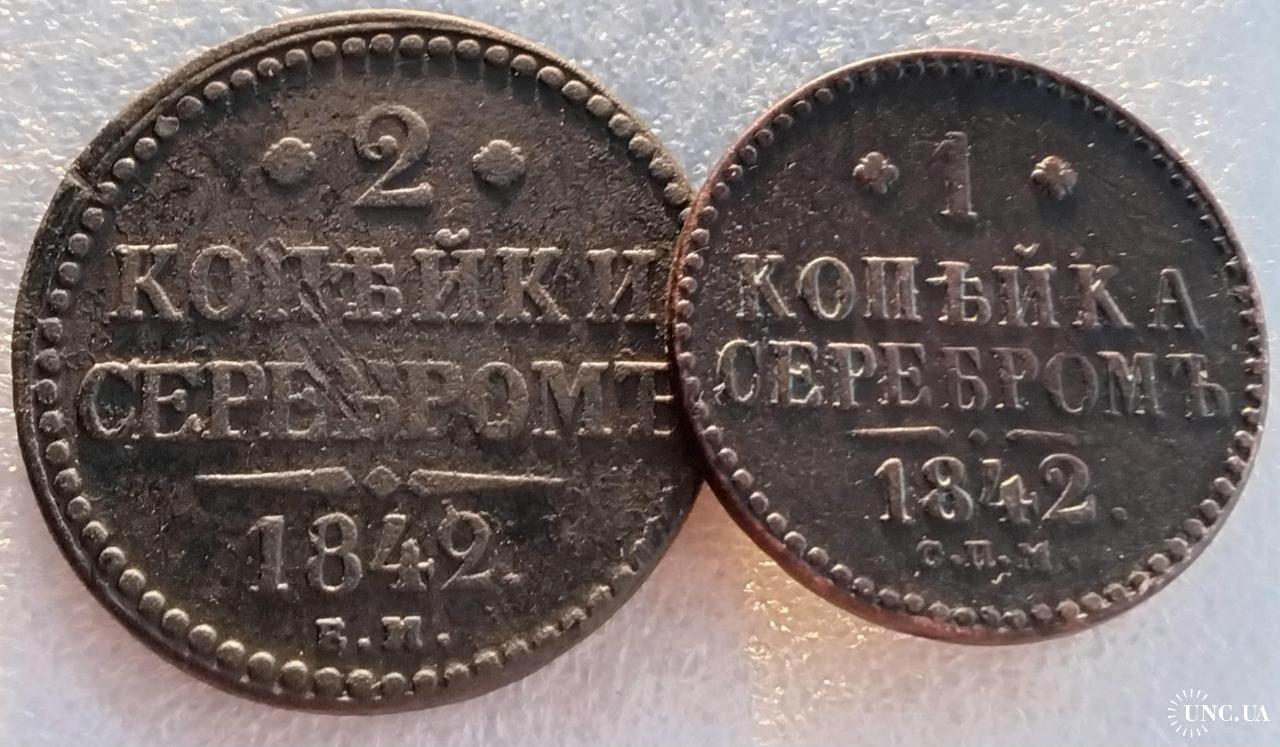 2
КОПѢЙКИ
СЕРЕБРОМЪ
1842.
Е.М.
1
КОПѢЙКА
СЕРЕБРОМЪ
1842.
С.П.М.
UNC.UA